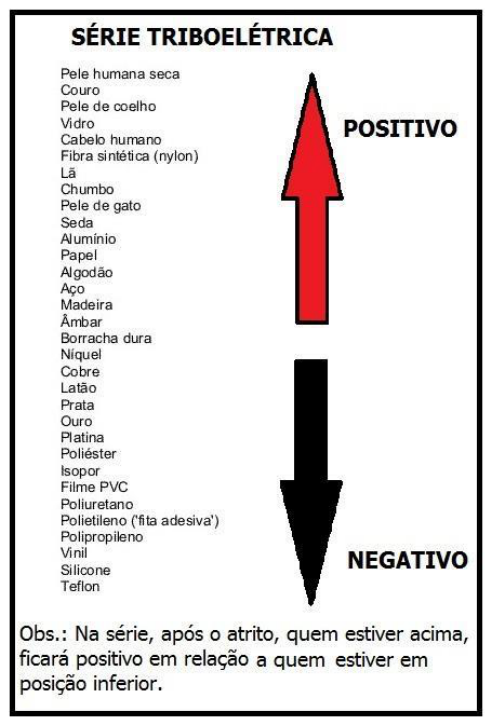 SÉRIE TRIBOELÉTRICA
Pele humana seca
Couro
Pele de coelho
Vidro
Cabelo humano
Fibra sintética (nylon)
Lã
Chumbo
Pele de gato
Seda
Alumínio
Papel
Algodão
Aço
Madeira
Âmbar
Borracha dura
Níquel
Cobre
Latão
Prata
Ouro
Platina
Poliéster
Isopor
Filme PVC
Poliuretano
Polietileno ('fita adesiva')
Polipropileno
Vinil
Silicone
Teflon
POSITIVO
NEGATIVO
Obs.: Na série, após o atrito, quem estiver acima,
ficará positivo em relação a quem estiver em
posição inferior.